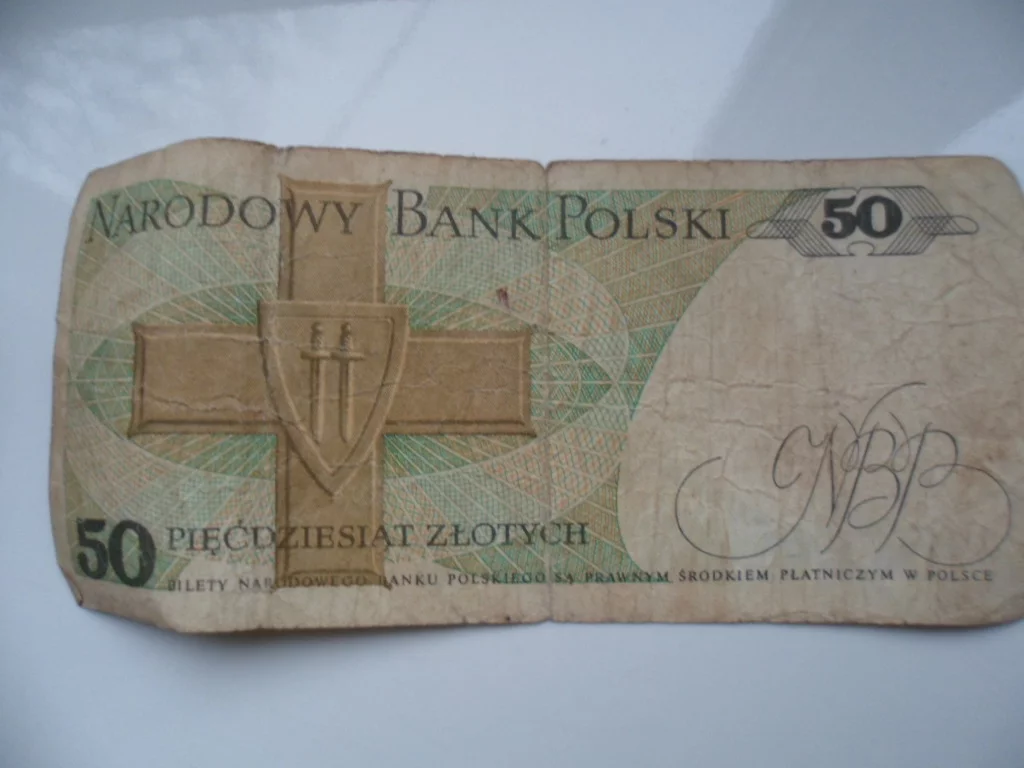 NARODOWY BANK POLSKI 50
NBP
50 PIĘĆDZIESIĄT ZŁOTYCH
BILETY NARODOWEGO BANKU POLSKIEGO SĄ PRAWNYM ŚRODKIEM PŁATNICZYM W POLSCE